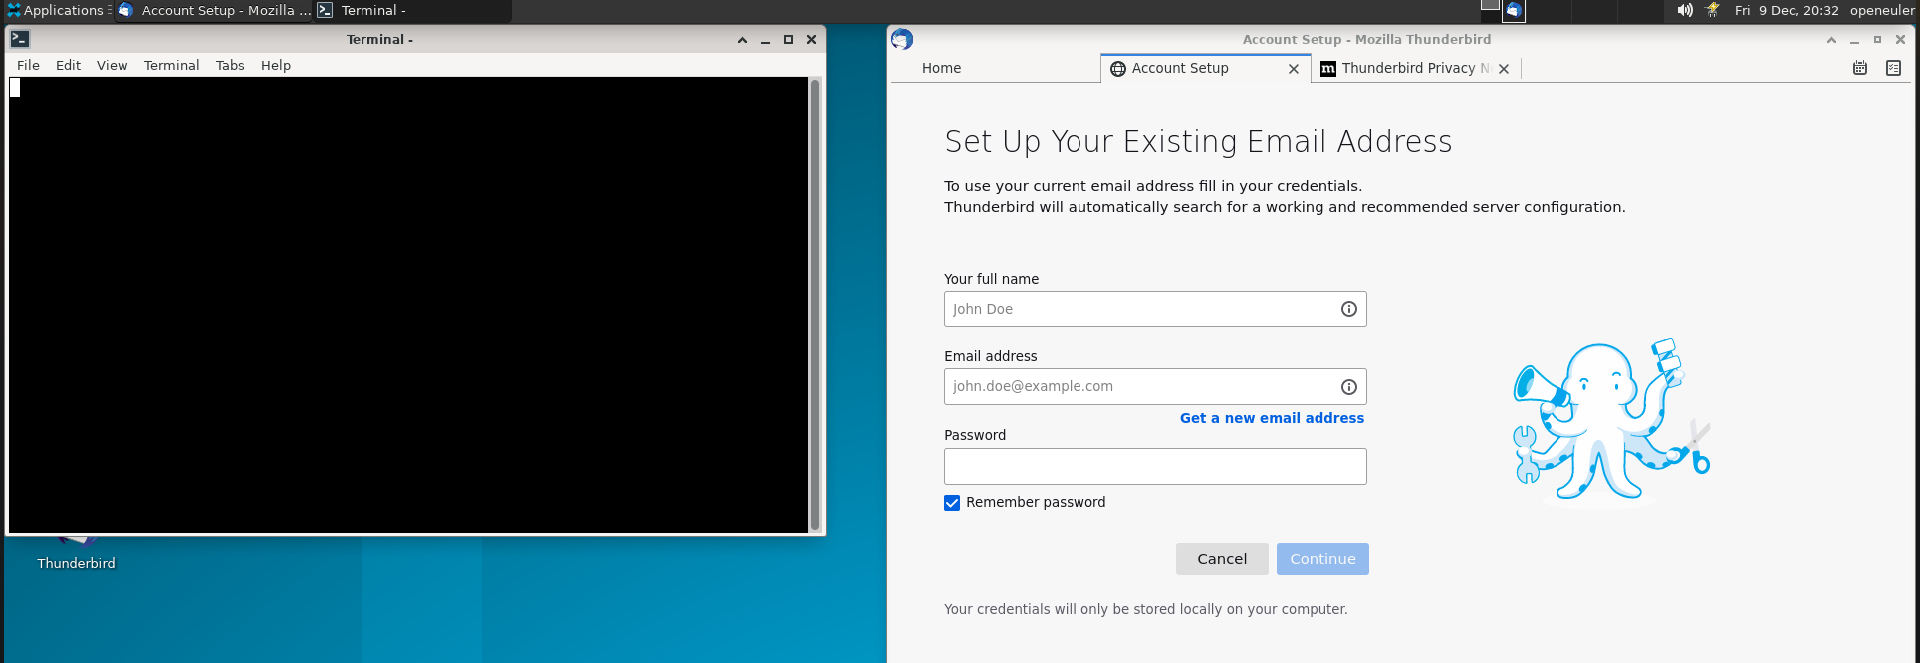 Applications
Account Setup - Mozilla ...
Terminal -
Fri 9 Dec, 20:32
openeuler
Terminal -
File Edit View Terminal Tabs Help
Thunderbird
Account Setup - Mozilla Thunderbird
Home
Account Setup
m
Thunderbird Privacy N
Set Up Your Existing Email Address
To use your current email address fill in your credentials.
Thunderbird will automatically search for a working and recommended server configuration.
Your full name
John Doe
Email address
john.doe@example.com
Get a new email address
Password
Remember password
Cancel
Continue
Your credentials will only be stored locally on your computer.